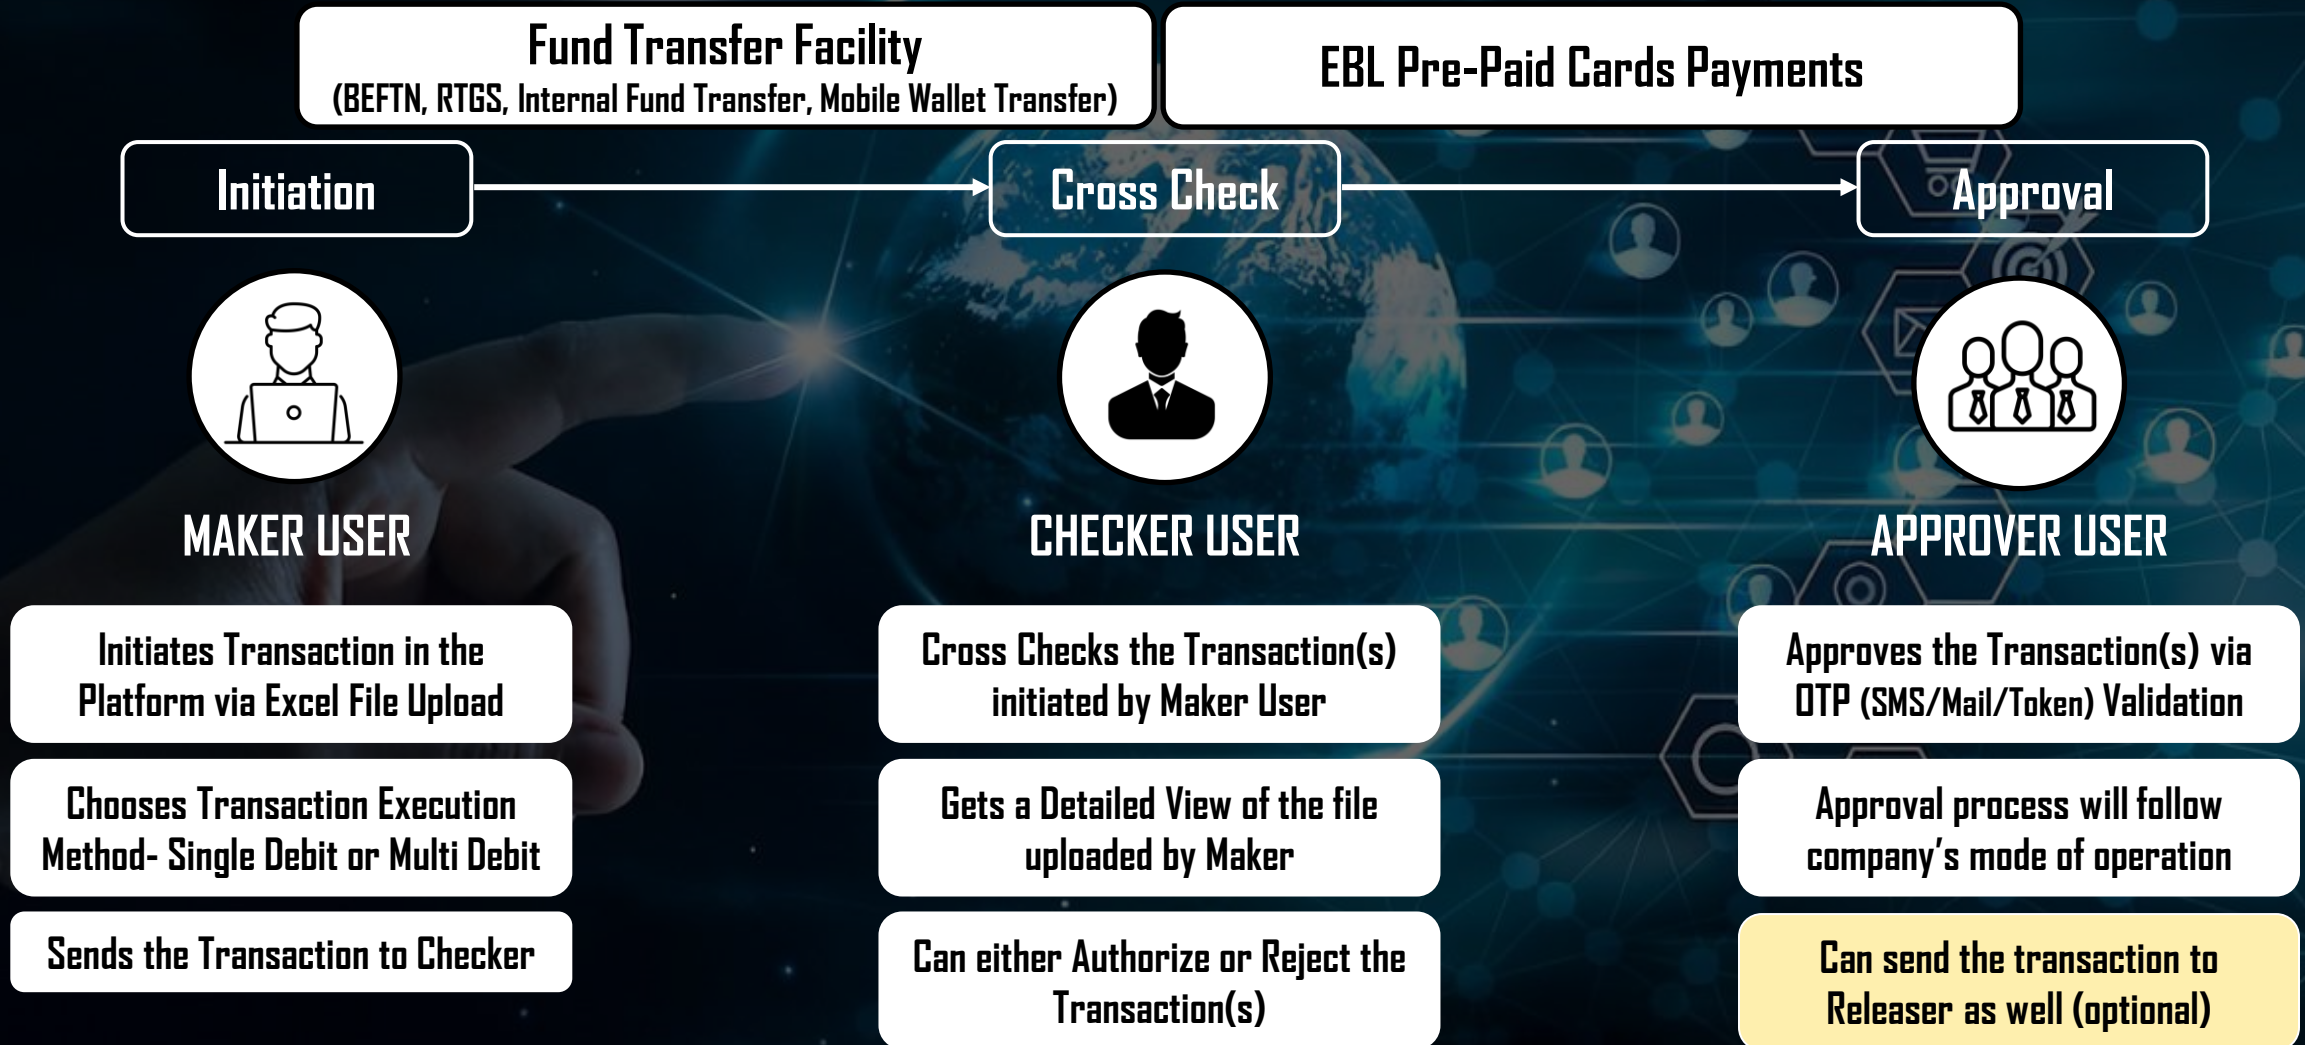 Fund Transfer Facility
(BEFTN, RTGS, Internal Fund Transfer, Mobile Wallet Transfer)
EBL Pre-Paid Cards Payments
Initiation
Cross Check
Approval
MAKER USER
CHECKER USER
APPROVER USER
Initiates Transaction in the
Platform via Excel File Upload
Chooses Transaction Execution
Method- Single Debit or Multi Debit
Sends the Transaction to Checker
Cross Checks the Transaction(s)
initiated by Maker User
Gets a Detailed View of the file
uploaded by Maker
Can either Authorize or Reject the
Transaction(s)
Approves the Transaction(s) via
OTP (SMS/Mail/Token) Validation
Approval process will follow
company's mode of operation
Can send the transaction to
Releaser as well (optional)